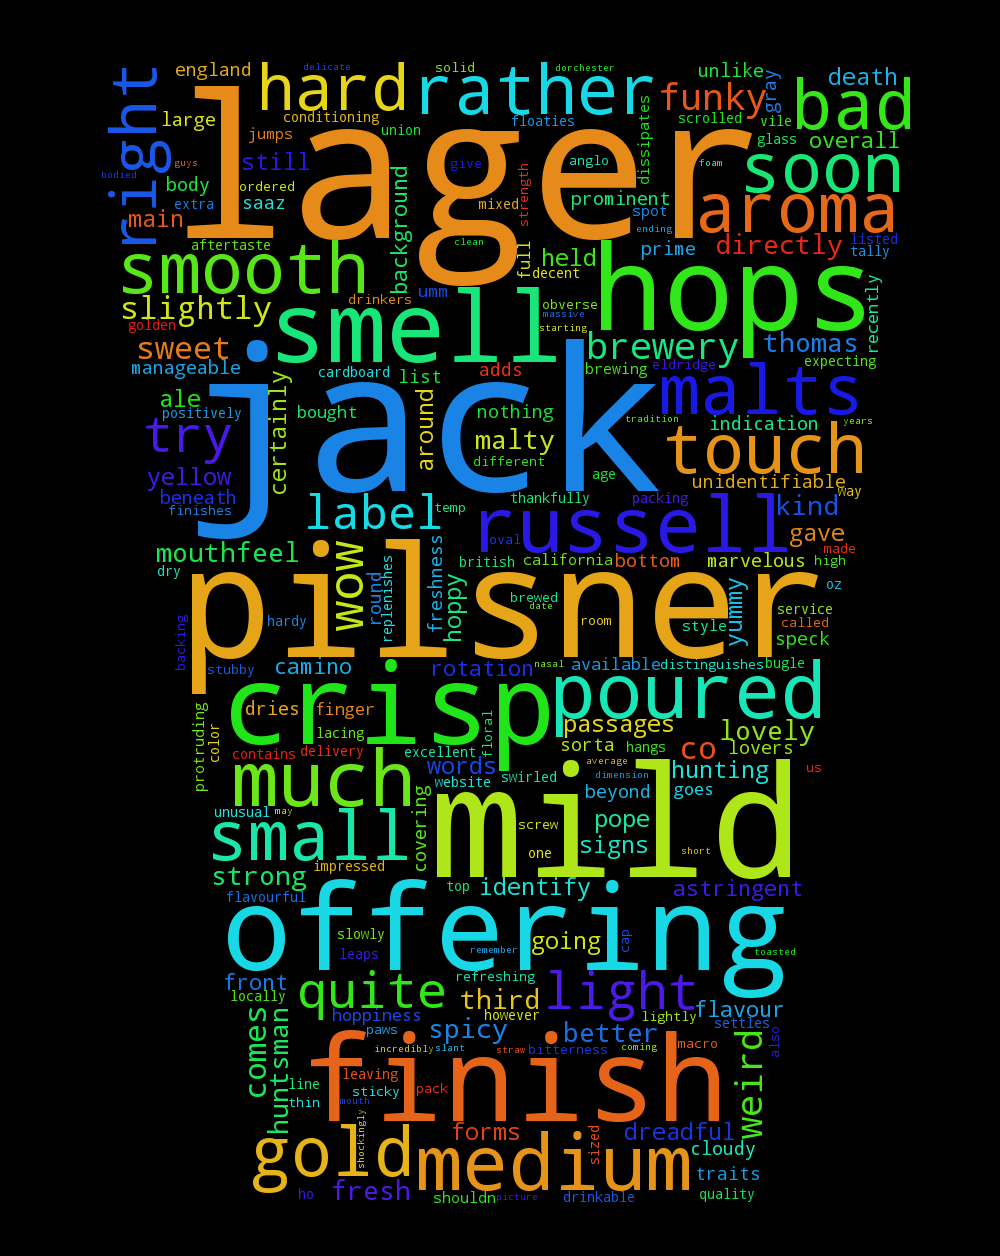 england
delicate
hard
rather
solid
dorchester
unlike
gray
death
right
large
conditioning
jumps
union
floaties
funky
scrolled
vile
bad
glass
overall
lager
guys
bodied
still
give
anglo
foam
dissipates
soon
body
ordered
extra
saaz
mixed
strength
prominent
spot
aroma
main
background
ending
aftertaste
clean
full
held
prime
directly
listed
tally
smooth
decent
hops
recently
umm
drinkers
obverse
massive
slightly
golden
starting
smell
sweet
brewery
thomas
manageable
cardboard
list
adds
brewing
eldridge
expecting
jack
malts
ale
positively
certainly
bought
around
nothing
tradition
indication
years
try
malty
touch
different
yellow
age
unidentifiable
way
beneath
finishes
thankfully
packing
label
temp
russell
kind
gave
oval
mouthfeel
wow
freshness
british
california
bottom
marvelous
made
high
dry
round
replenishes
hoppy
pilsner
yummy
oz
brewed
date
room
hardy
style
service
called
speck
backing
stubby
camino
rotation
nasal
available
distinguishes
bugle
crisp
poured
protruding
color
dries
finger
floral
passages
lovely
lacing
contains
delivery
excellent
sorta
hangs
co
lovers
much
words
website
swirled
average
dimension
hunting
us
beyond
goes
unusual
may
covering
mild
small
screw
pope
signs
one
short
strong
impressed
top
identify
astringent
flavourful
offering
slowly
leaps
remember
going
cap
toasted
front
locally
refreshing
quite
third
light
flavour
however
lightly
settles
comes
huntsman
hoppiness
paws
spicy
better
weird
also
macro
incredibly
slant
straw
bitterness
coming
finish
line
leaving
sticky
pack
thin
mouth
shockingly
gold
forms
dreadful
sized
cloudy
medium
traits
ho
fresh
shouldn
picture
drinkable
quality